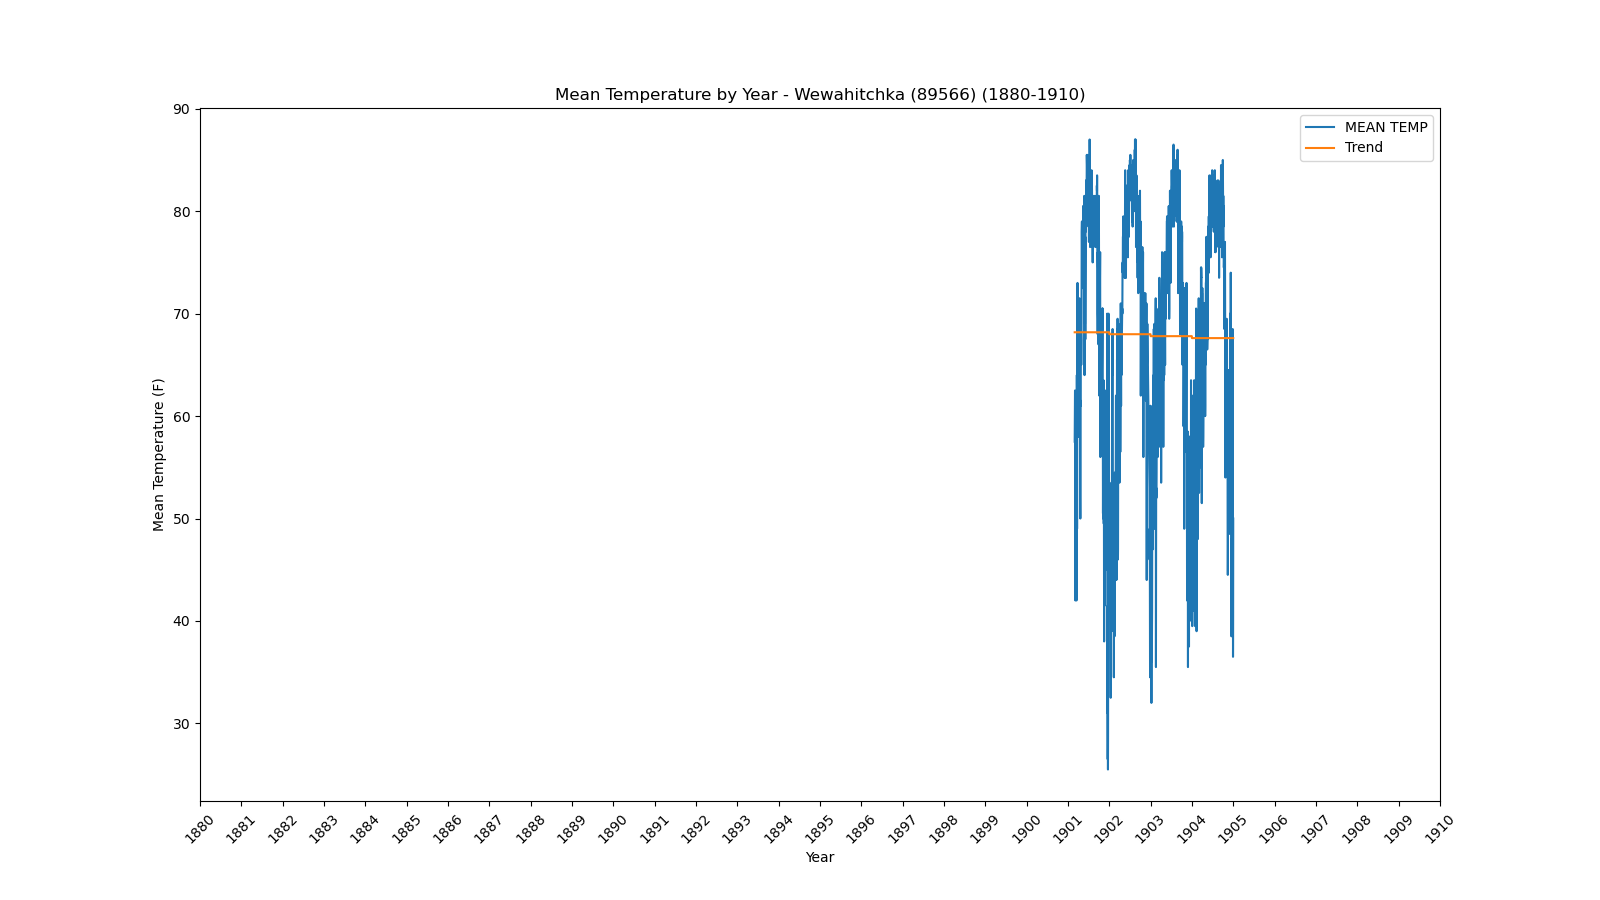 Mean Temperature by Year - Wewahitchka (89566) (1880-1910)
MEAN TEMP
Trend
90
80
70
60
50
40
30
Mean Temperature (F)
1880 1881 1882 1883 1884 1885 1886 1887 1888 1889 1890 1891 1892 1893 1894 1895 1896 1897 1898 1899 1900 1901 1902 1903 1904 1905 1906 1907 1908 1909 1910
Year